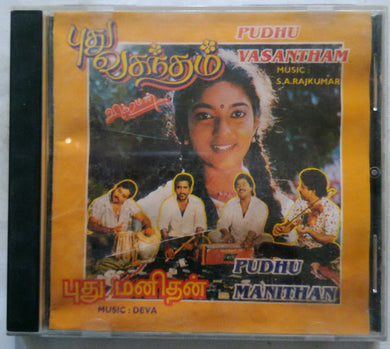 புது
வசந்தம்
PUDHU
VASANTHAM
MUSIC :
S.A.RAJKUMAR
புது மனிதன்
MUSIC : DEVA
PUDHU
MANITHAN